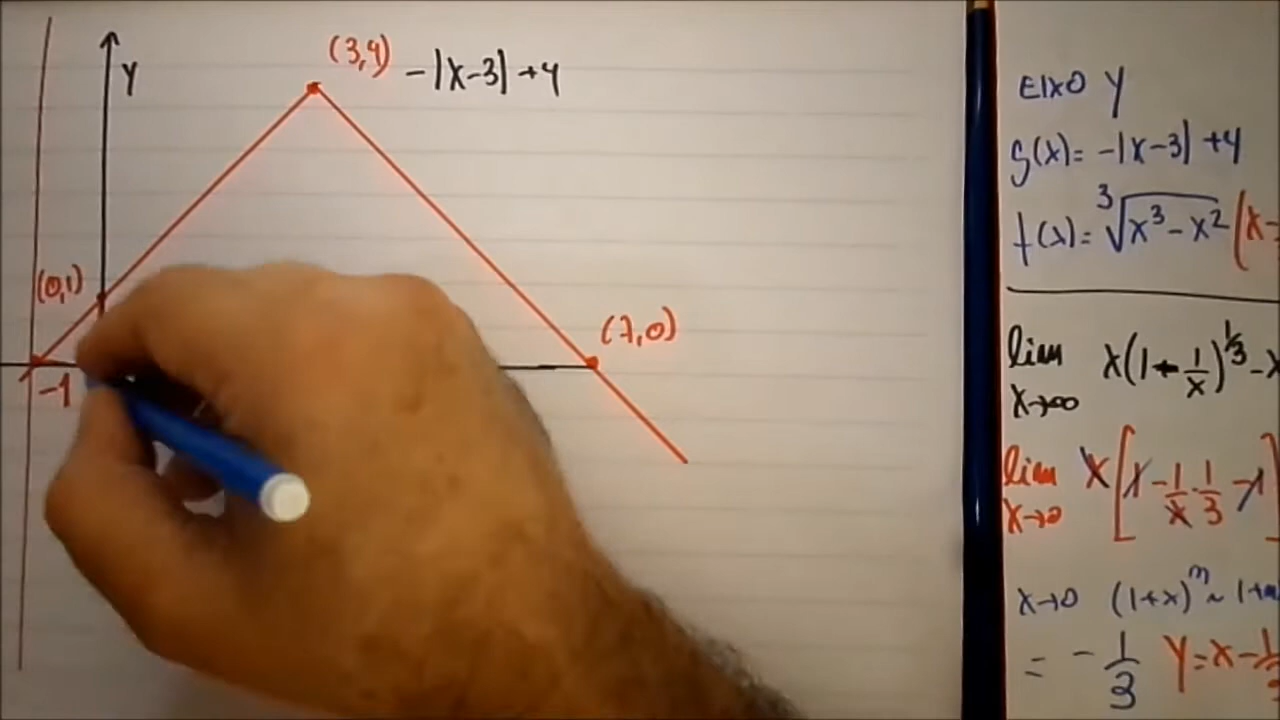 (3,4) -|x-3| +4
Y
(0,1)
(7,0)
-1
EIXO Y
g(x)= -|x-3| +4
f(x)= ∛(x³-x²) (x-
lim x→∞ x(1-1/x)^1/3 -x
lim x→∞ x[1 - 1/x · 1/3 - 1]
x→0 (1+x)^m ~ 1+m
= -1/3 Y=x-1/3